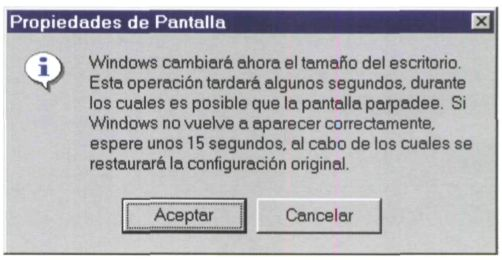 Propiedades de Pantalla
Windows cambiará ahora el tamaño del escritorio.
Esta operación tardará algunos segundos, durante
los cuales es posible que la pantalla parpadee. Si
Windows no vuelve a aparecer correctamente,
espere unos 15 segundos, al cabo de los cuales se
restaurará la configuración original.
Aceptar Cancelar